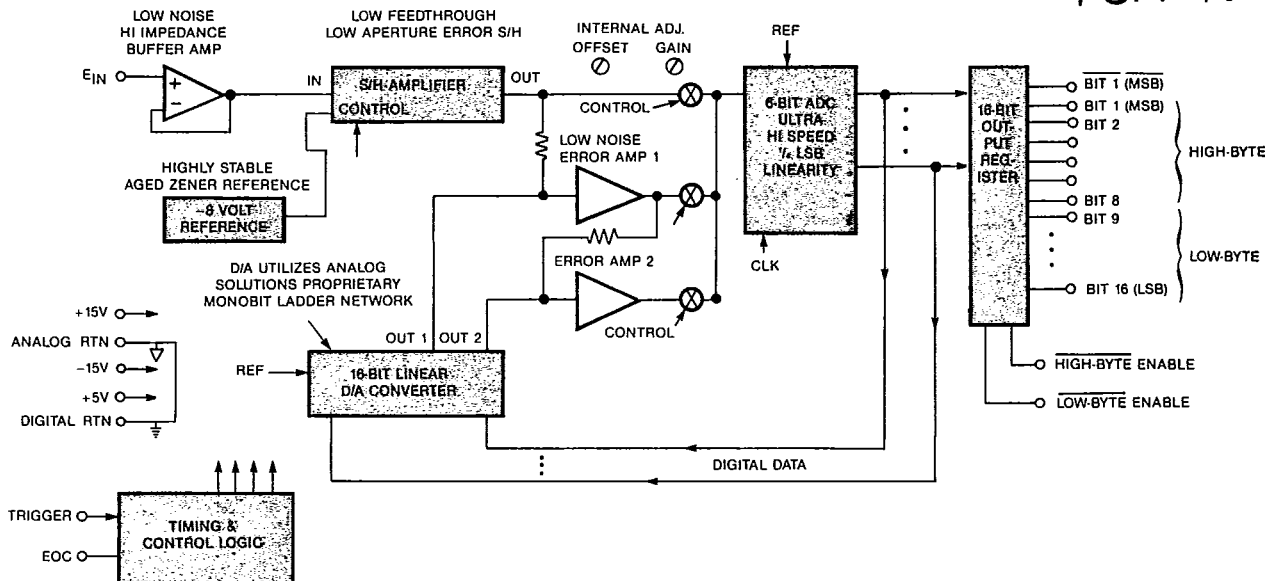 LOW NOISE
HI IMPEDANCE
BUFFER AMP
LOW FEEDTHROUGH
LOW APERTURE ERROR S/H
INTERNAL ADJ.
OFFSET GAIN
REF
EIN
+
−
IN
S/H AMPLIFIER
CONTROL
OUT
CONTROL
6-BIT ADC
ULTRA
HI SPEED
LSB
LINEARITY
CLK
16-BIT
OUT-
PUT
REG-
ISTER
BIT 1 (MSB)
BIT 1 (MSB)
BIT 2
HIGH-BYTE
BIT 8
BIT 9
LOW-BYTE
BIT 16 (LSB)
HIGH-BYTE ENABLE
LOW-BYTE ENABLE
LOW NOISE
ERROR AMP 1
ERROR AMP 2
CONTROL
HIGHLY STABLE
AGED ZENER REFERENCE
VOLT
REFERENCE
D/A UTILIZES ANALOG
SOLUTIONS PROPRIETARY
MONOBIT LADDER NETWORK
OUT 1 OUT 2
REF
16-BIT LINEAR
D/A CONVERTER
DIGITAL DATA
+15V
ANALOG RTN
−15V
+5V
DIGITAL RTN
TRIGGER
EOC
TIMING &
CONTROL LOGIC